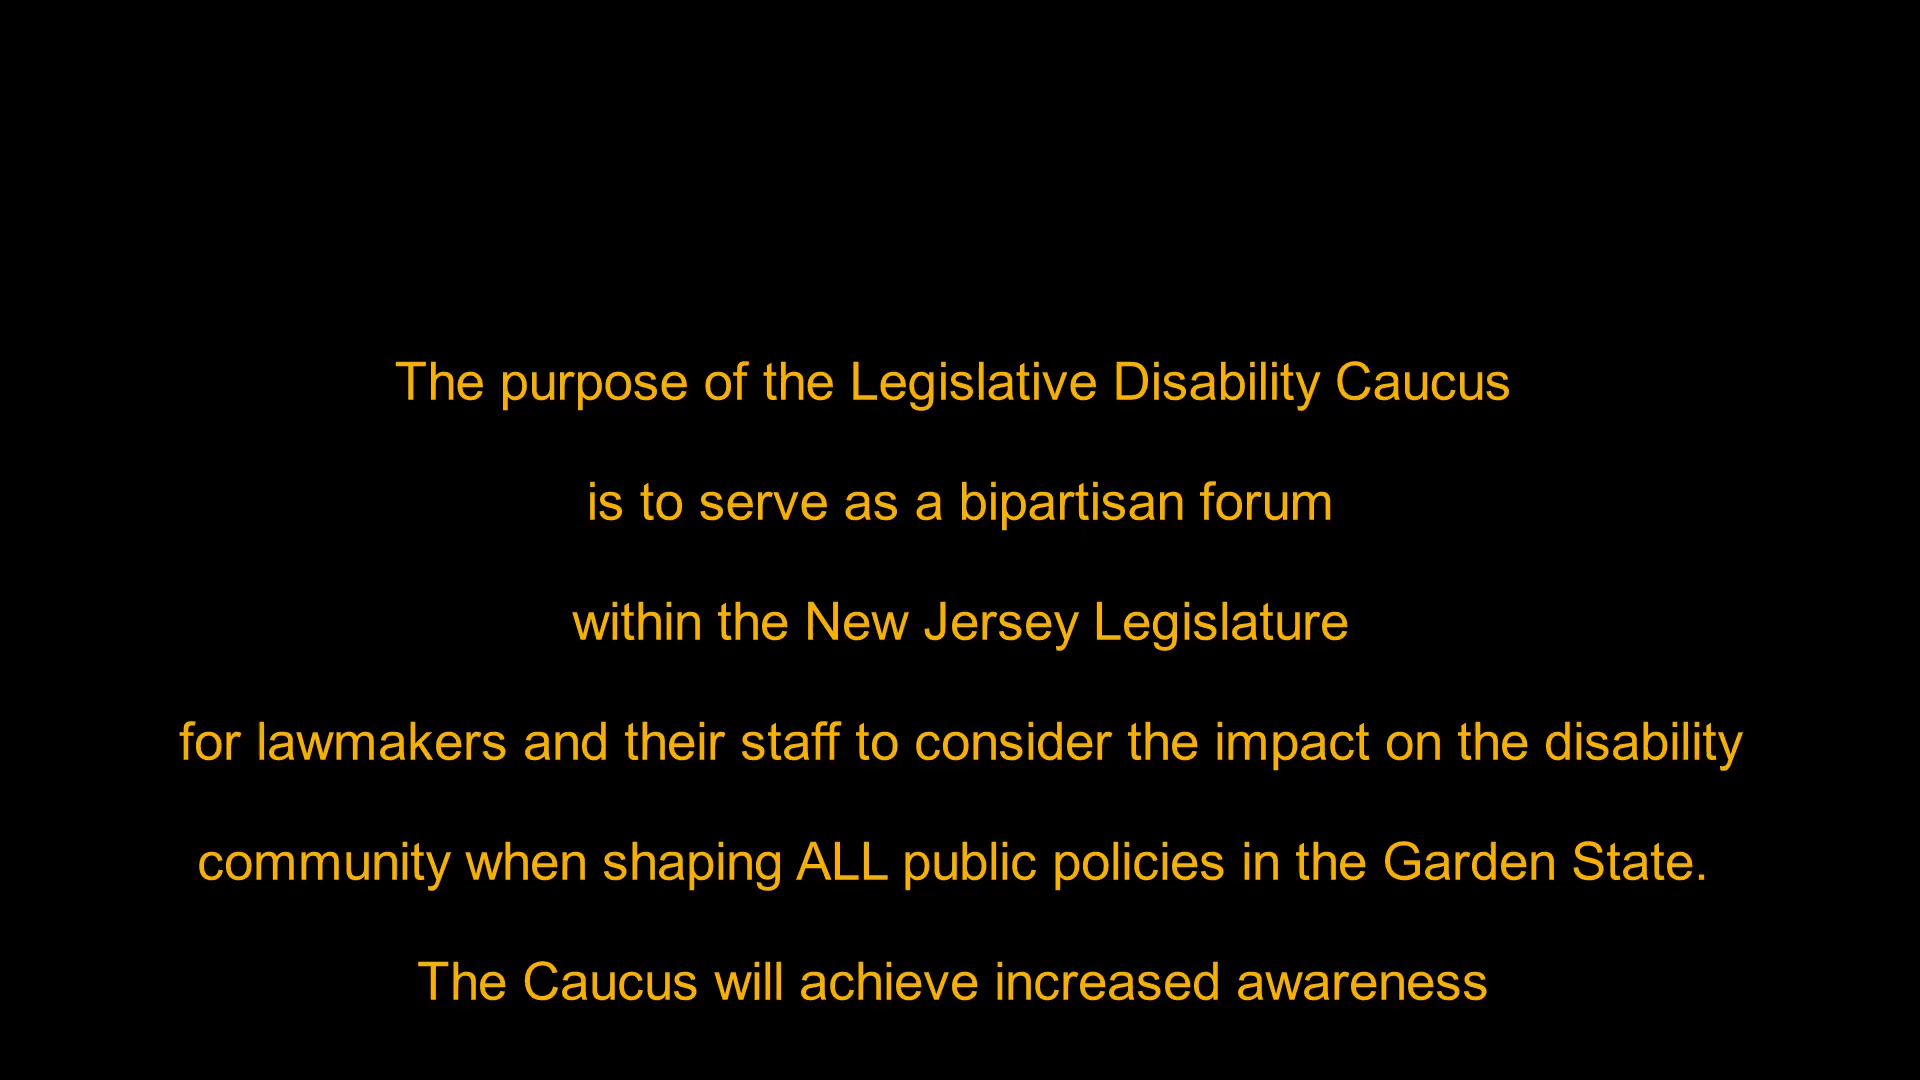 The purpose of the Legislative Disability Caucus
is to serve as a bipartisan forum
within the New Jersey Legislature
for lawmakers and their staff to consider the impact on the disability
community when shaping ALL public policies in the Garden State.
The Caucus will achieve increased awareness